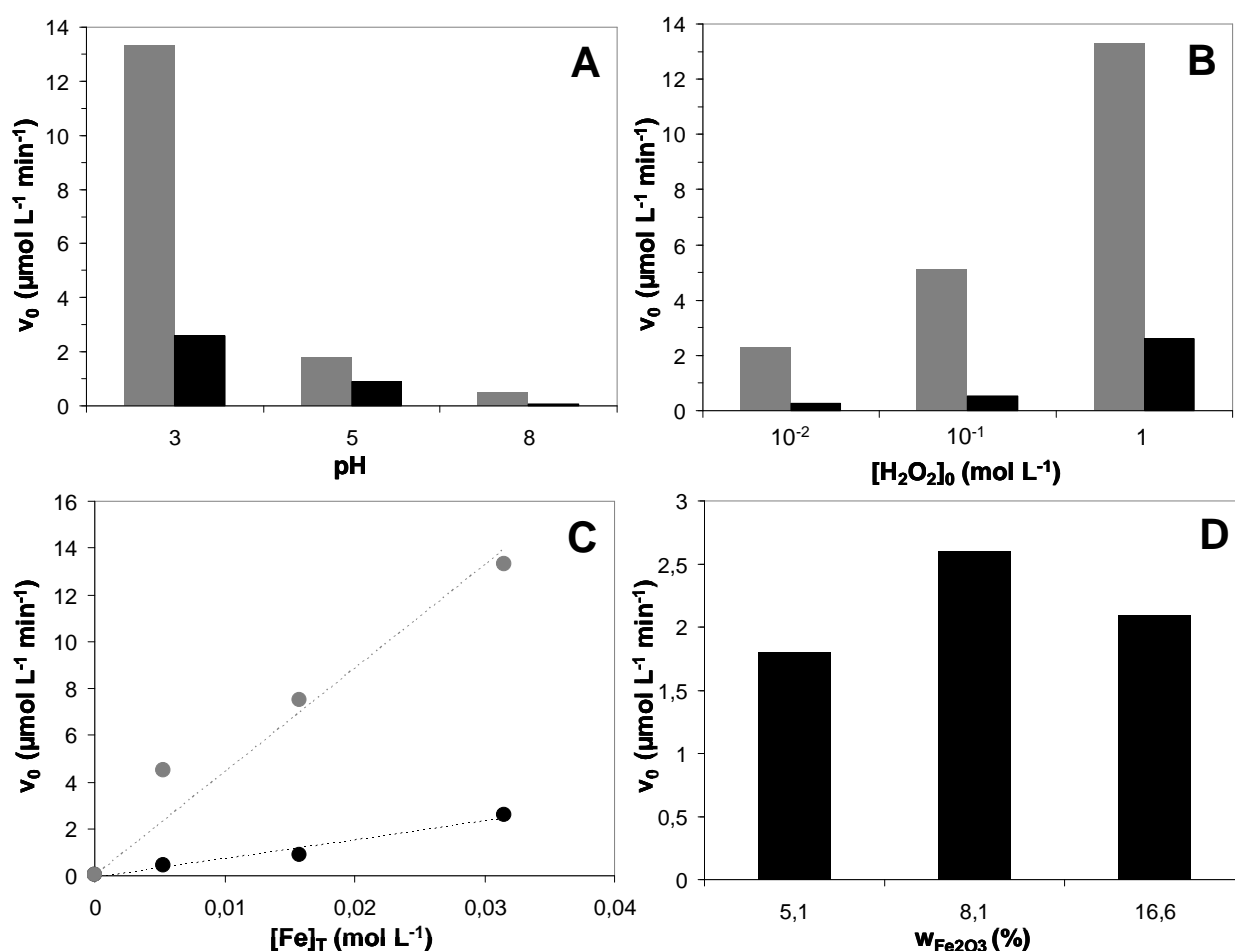 A
14
12
10
8
6
4
2
0
v₀ (µmol L⁻¹ min⁻¹)
3 5 8
pH
B
14
12
10
8
6
4
2
0
v₀ (µmol L⁻¹ min⁻¹)
10⁻² 10⁻¹ 1
[H₂O₂]₀ (mol L⁻¹)
C
16
14
12
10
8
6
4
2
0
v₀ (µmol L⁻¹ min⁻¹)
0 0,01 0,02 0,03 0,04
[Fe]T (mol L⁻¹)
D
3
2,5
2
1,5
1
0,5
0
v₀ (µmol L⁻¹ min⁻¹)
5,1 8,1 16,6
wFe2O3 (%)